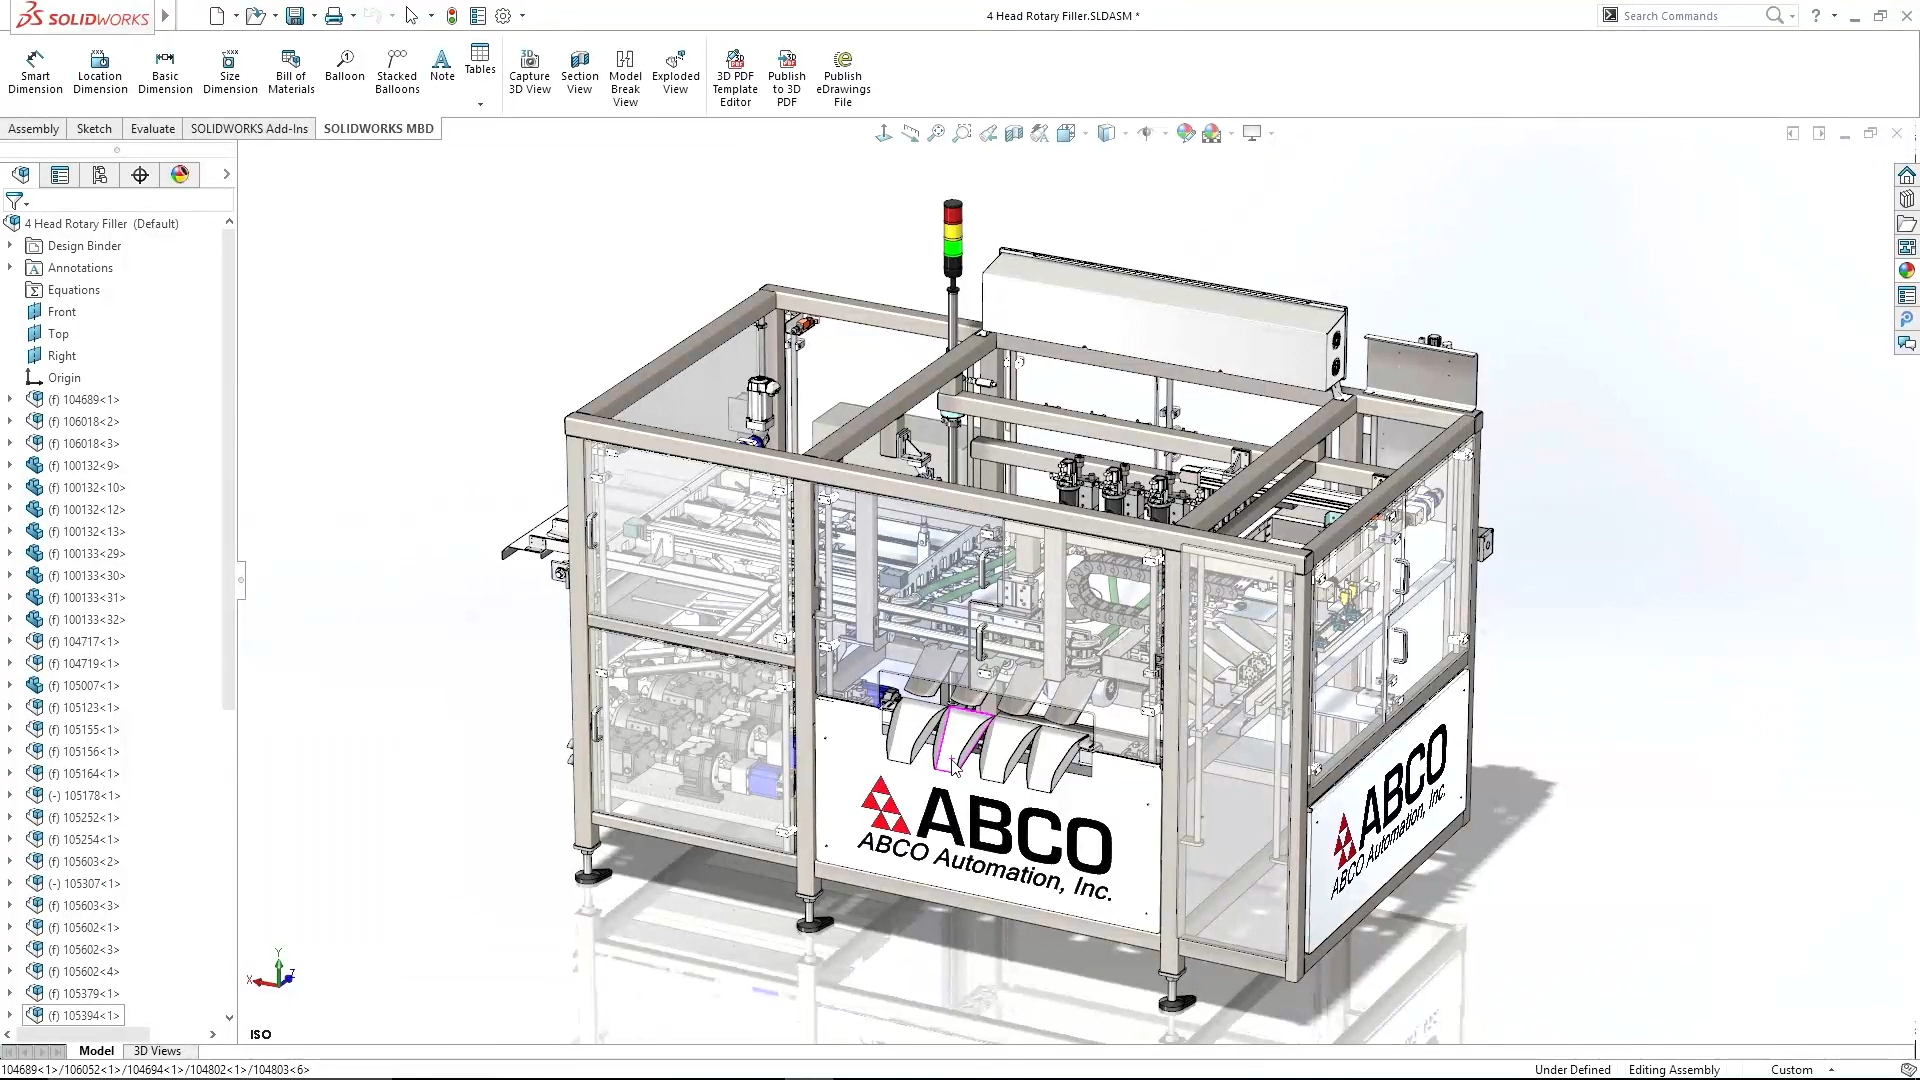 SOLIDWORKS
4 Head Rotary Filler.SLDASM *
Search Commands
Smart Dimension
Location Dimension
Basic Dimension
Size Dimension
Bill of Materials
Balloon
Stacked Balloons
Note
Tables
Capture 3D View
Section View
Model Break View
Exploded View
3D PDF Template Editor
Publish to 3D PDF
Publish eDrawings File
Assembly
Sketch
Evaluate
SOLIDWORKS Add-Ins
SOLIDWORKS MBD
4 Head Rotary Filler (Default)
Design Binder
Annotations
Equations
Front
Top
Right
Origin
(f) 104689<1>
(f) 106018<2>
(f) 106018<3>
(f) 100132<9>
(f) 100132<10>
(f) 100132<12>
(f) 100132<13>
(f) 100133<29>
(f) 100133<30>
(f) 100133<31>
(f) 100133<32>
(f) 104717<1>
(f) 104719<1>
(f) 105007<1>
(f) 105123<1>
(f) 105155<1>
(f) 105156<1>
(f) 105164<1>
(-) 105178<1>
(f) 105252<1>
(f) 105254<1>
(f) 105603<2>
(-) 105307<1>
(f) 105603<3>
(f) 105602<1>
(f) 105602<3>
(f) 105602<4>
(f) 105379<1>
(f) 105394<1>
ABCO
ABCO Automation, Inc.
ABCO
ABCO Automation, Inc.
Y
X
Z
ISO
Model
3D Views
104689<1>/106052<1>/104694<1>/104802<1>/104803<6>
Under Defined
Editing Assembly
Custom